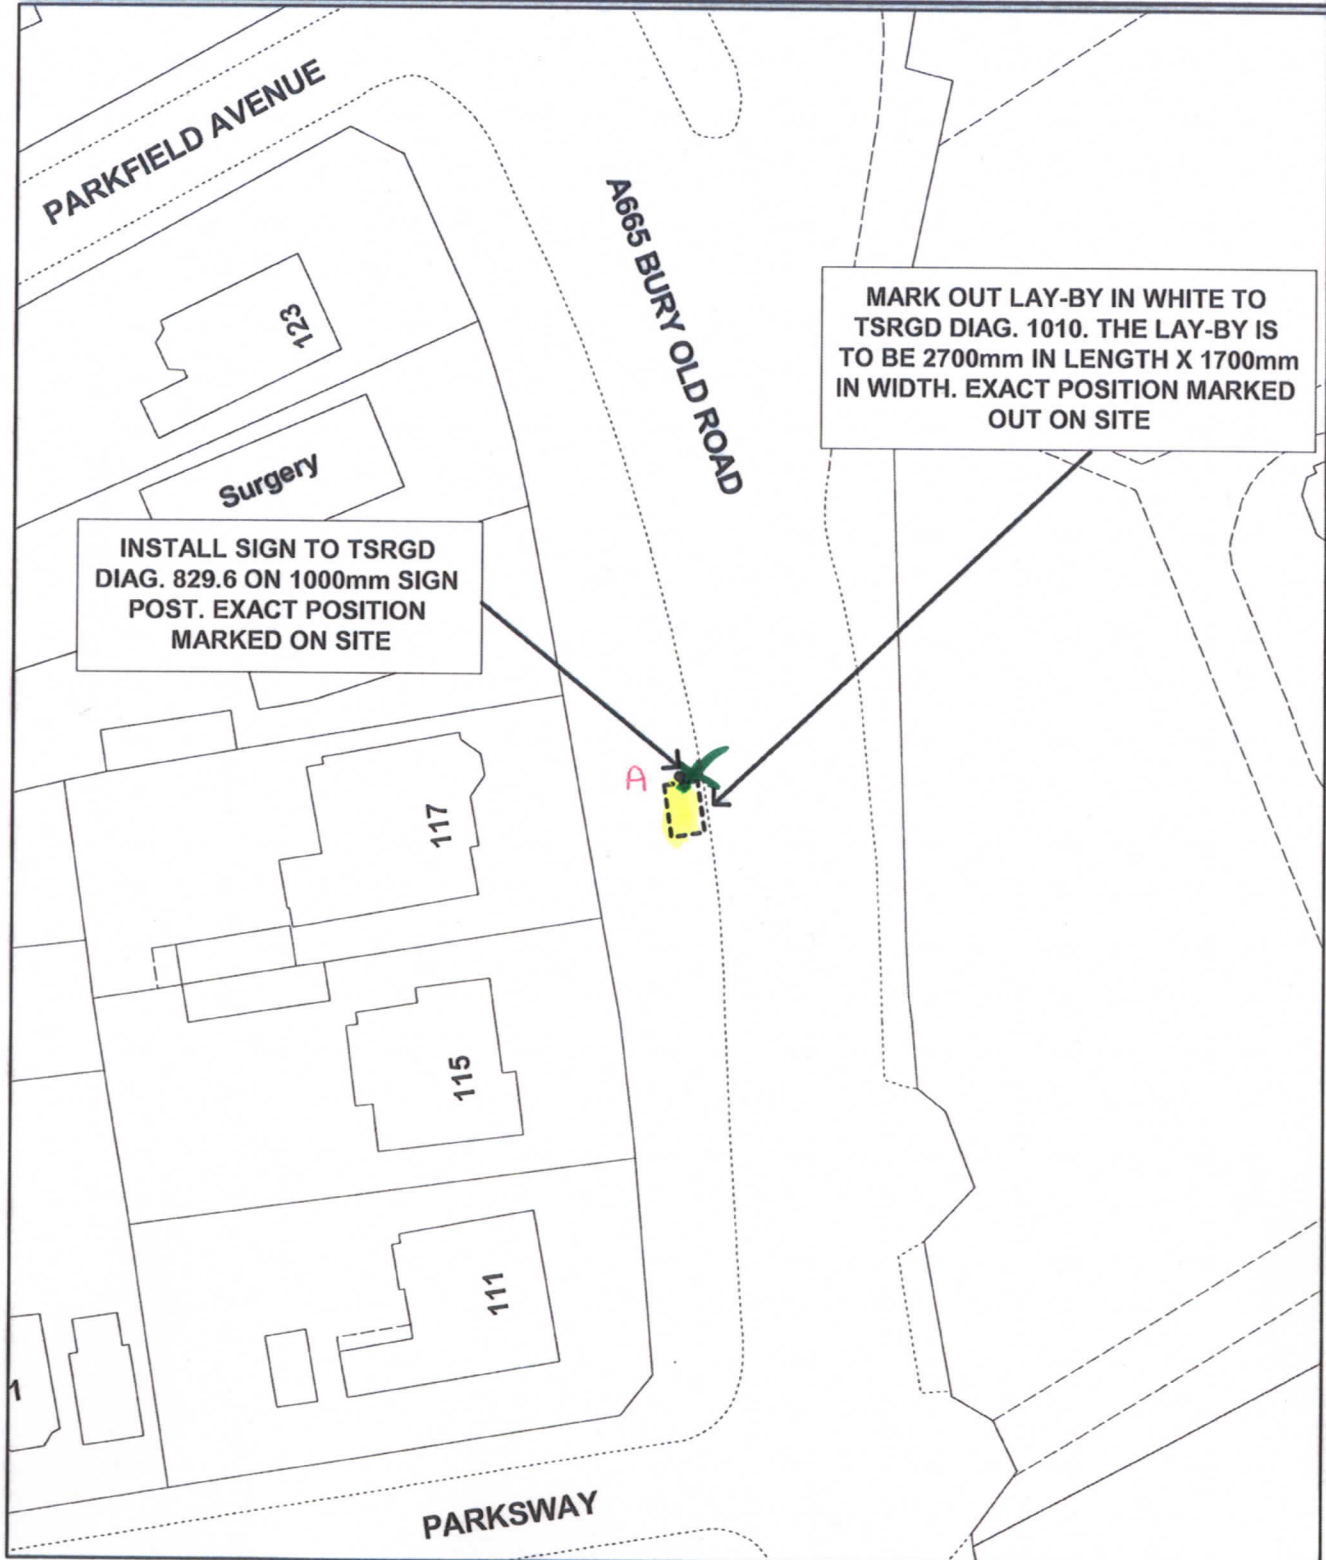 PARKFIELD AVENUE
A665 BURY OLD ROAD
123
MARK OUT LAY-BY IN WHITE TO
TSRGD DIAG. 1010. THE LAY-BY IS
TO BE 2700mm IN LENGTH X 1700mm
IN WIDTH. EXACT POSITION MARKED
OUT ON SITE
Surgery
INSTALL SIGN TO TSRGD
DIAG. 829.6 ON 1000mm SIGN
POST. EXACT POSITION
MARKED ON SITE
A
117
115
111
1
PARKSWAY